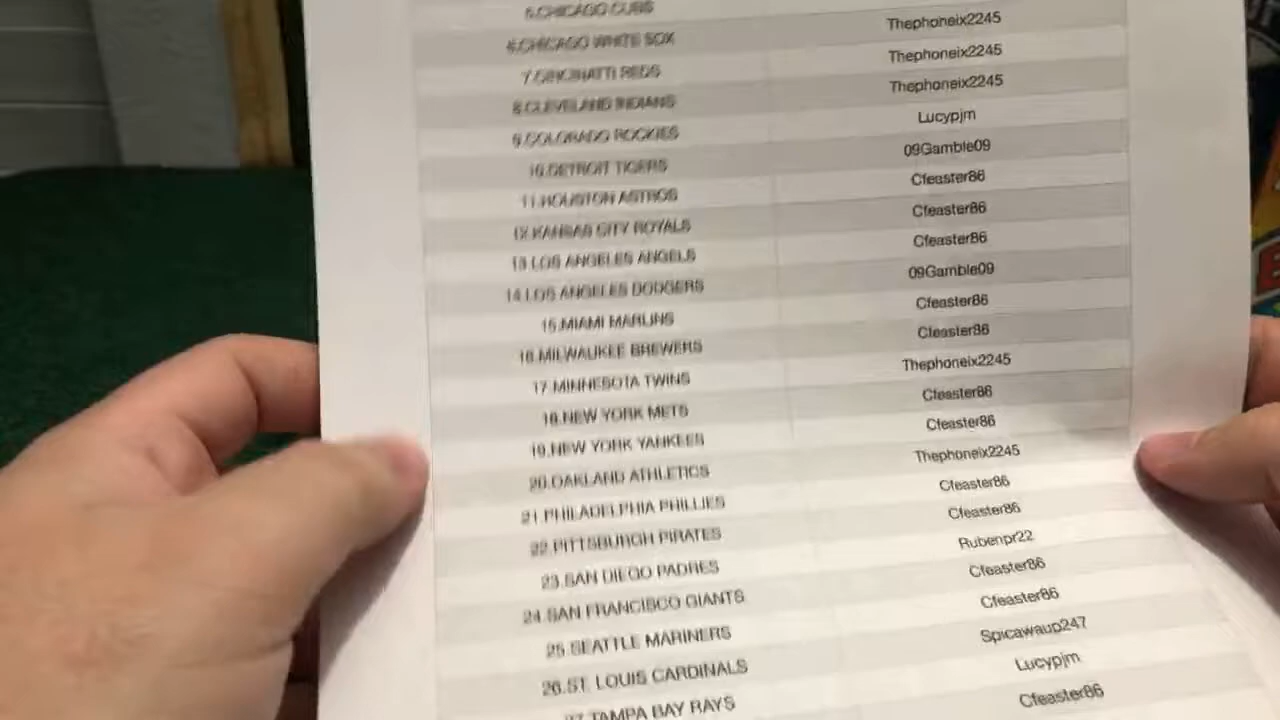 5.CHICAGO CUBS
6.CHICAGO WHITE SOX Thephoneix2245
7.CINCINATTI REDS Thephoneix2245
8.CLEVELAND INDIANS Thephoneix2245
9.COLORADO ROCKIES Lucypjm
10.DETROIT TIGERS 09Gamble09
11.HOUSTON ASTROS Cfeaster86
12.KANSAS CITY ROYALS Cfeaster86
13.LOS ANGELES ANGELS Cfeaster86
14.LOS ANGELES DODGERS 09Gamble09
15.MIAMI MARLINS Cfeaster86
16.MILWAUKEE BREWERS Cfeaster86
17.MINNESOTA TWINS Thephoneix2245
18.NEW YORK METS Cfeaster86
19.NEW YORK YANKEES Cfeaster86
20.OAKLAND ATHLETICS Thephoneix2245
21.PHILADELPHIA PHILLIES Cfeaster86
22.PITTSBURGH PIRATES Cfeaster86
23.SAN DIEGO PADRES Rubenpr22
24.SAN FRANCISCO GIANTS Cfeaster86
25.SEATTLE MARINERS Cfeaster86
26.ST. LOUIS CARDINALS Spicawaup247
27.TAMPA BAY RAYS Lucypjm
Cfeaster86